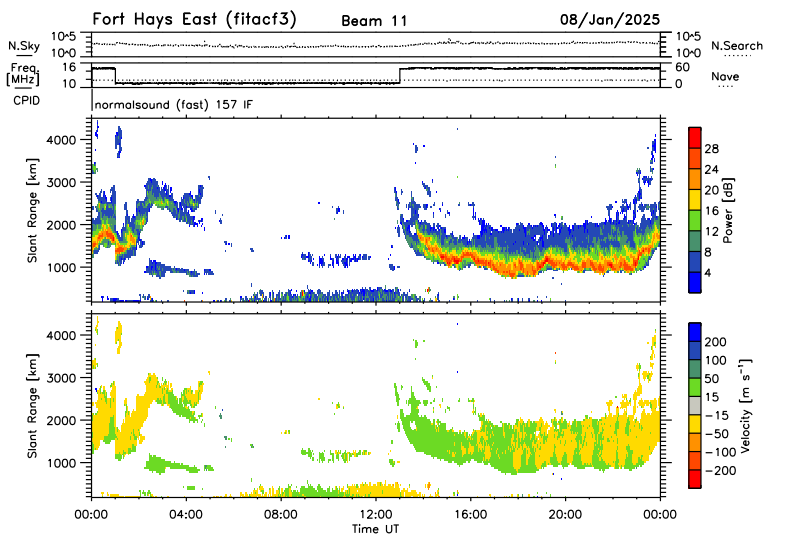 Fort Hays East (fitacf3) Beam 11 08/Jan/2025
N.Sky 10^5 10^0 10^5 10^0 N.Search
Freq. [MHz] 16 10 60 0 Nave
CPID normalsound (fast) 157 IF
Slant Range [km] 4000 3000 2000 1000
28 24 20 16 12 8 4 Power [dB]
Slant Range [km] 4000 3000 2000 1000
200 100 50 15 −15 −50 −100 −200 Velocity [m s⁻¹]
00:00 04:00 08:00 12:00 16:00 20:00 00:00
Time UT